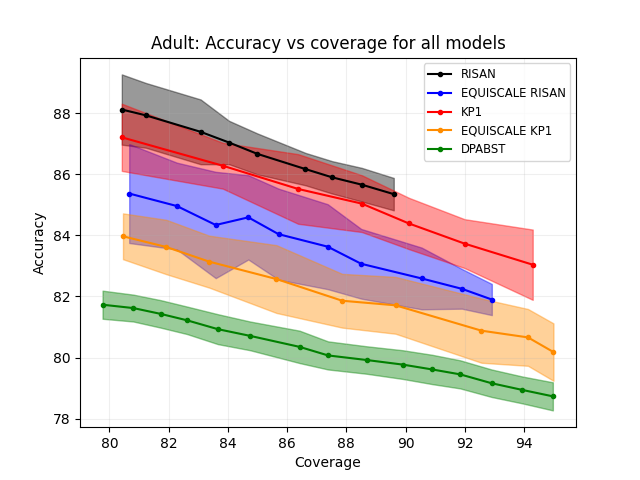 Adult: Accuracy vs coverage for all models
RISAN
EQUISCALE RISAN
KP1
EQUISCALE KP1
DPABST
88
86
84
82
80
78
Accuracy
80 82 84 86 88 90 92 94
Coverage